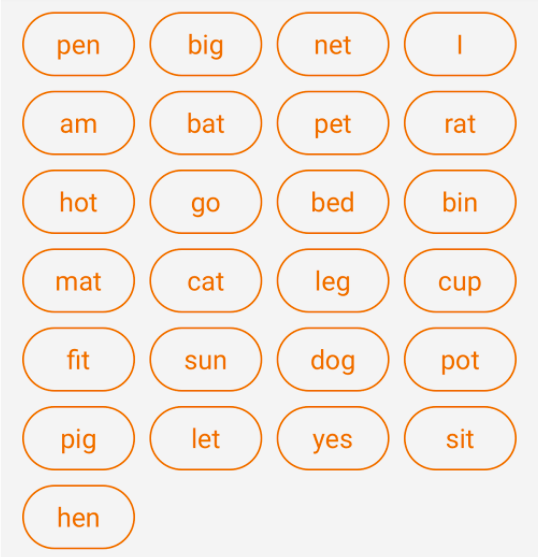 pen big net I
am bat pet rat
hot go bed bin
mat cat leg cup
fit sun dog pot
pig let yes sit
hen